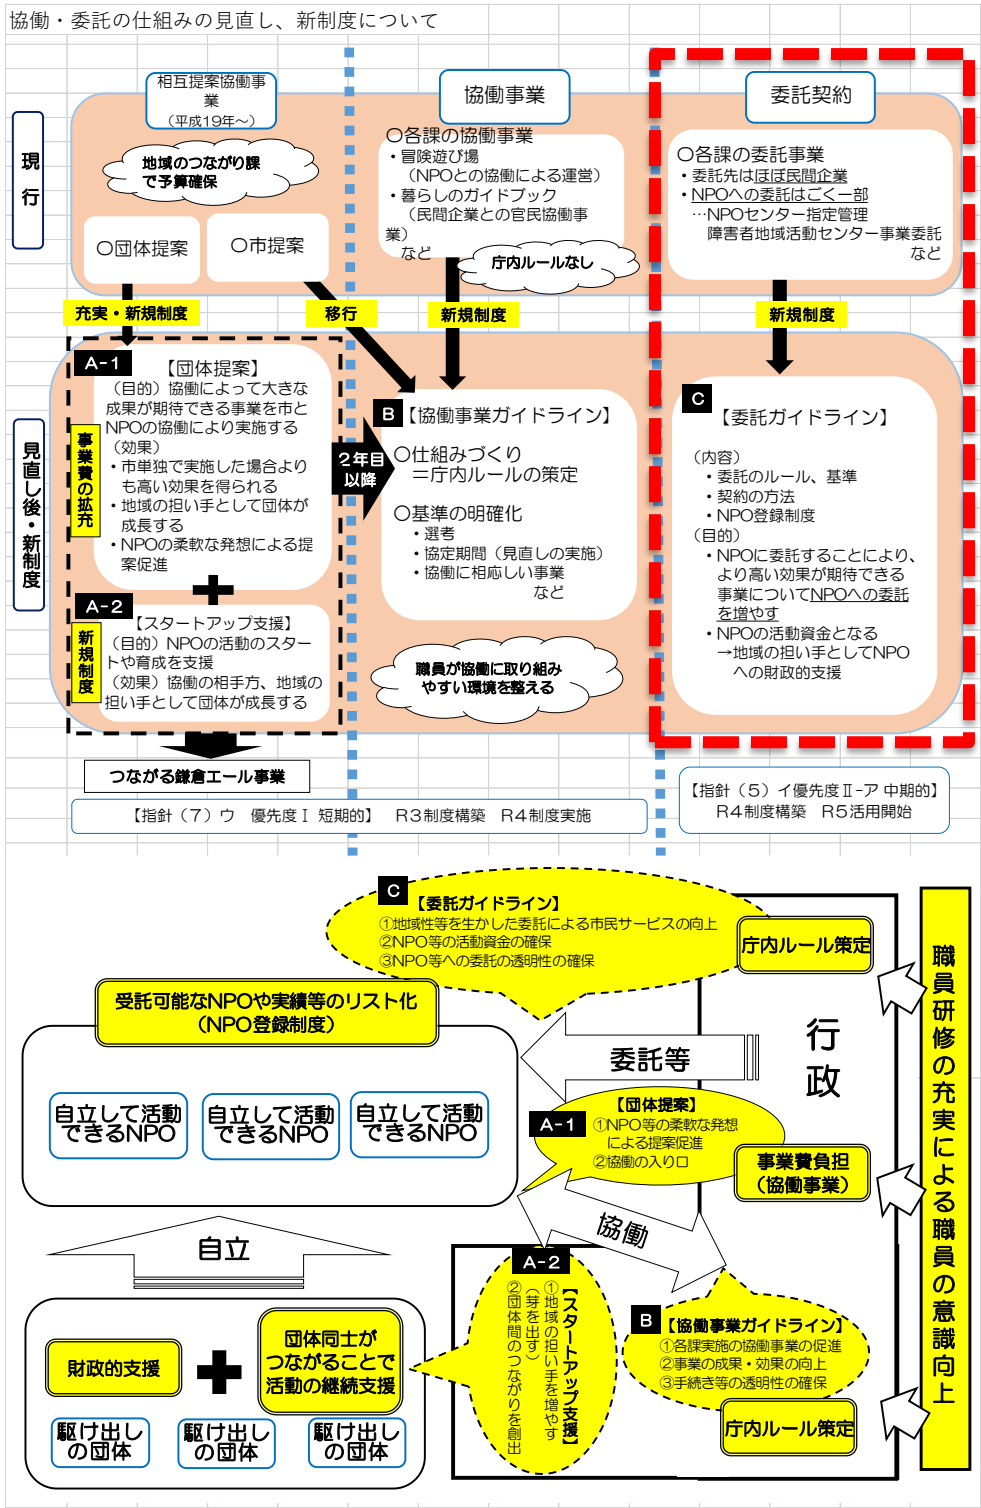 協働・委託の仕組みの見直し、新制度について
相互提案協働事
業
（平成19年～）
協働事業
委託契約
現行
地域のつながり課
で予算確保
〇団体提案
〇市提案
〇各課の協働事業
・冒険遊び場
（NPOとの協働による運営）
・暮らしのガイドブック
（民間企業との官民協働事
業）
など
庁内ルールなし
〇各課の委託事業
・委託先はほぼ民間企業
・NPOへの委託はごく一部
…NPOセンター指定管理
障害者地域活動センター事業委託
など
充実・新規制度
移行
新規制度
新規制度
見直し後・新制度
A-1
【団体提案】
（目的）協働によって大きな
成果が期待できる事業を市と
NPOの協働により実施する
（効果）
・市単独で実施した場合より
も高い効果を得られる
・地域の担い手として団体が
成長する
・NPOの柔軟な発想による提
案促進
事業費の拡充
A-2
【スタートアップ支援】
（目的）NPOの活動のスター
トや育成を支援
（効果）協働の相手方、地域の
担い手として団体が成長する
新規制度
2年目
以降
B
【協働事業ガイドライン】
〇仕組みづくり
＝庁内ルールの策定
〇基準の明確化
・選考
・協定期間（見直しの実施）
・協働に相応しい事業
など
職員が協働に取り組み
やすい環境を整える
C
【委託ガイドライン】
（内容）
・委託のルール、基準
・契約の方法
・NPO登録制度
（目的）
・NPOに委託することにより、
より高い効果が期待できる
事業についてNPOへの委託
を増やす
・NPOの活動資金となる
→地域の担い手としてNPO
への財政的支援
つながる鎌倉エール事業
【指針（７）ウ　優先度Ⅰ 短期的】　R３制度構築　R４制度実施
【指針（５）イ優先度Ⅱ-ア 中期的】
R４制度構築　R５活用開始
C
【委託ガイドライン】
①地域性等を生かした委託による市民サービスの向上
②NPO等の活動資金の確保
③NPO等への委託の透明性の確保
庁内ルール策定
職員研修の充実による職員の意識向上
受託可能なNPOや実績等のリスト化
（NPO登録制度）
行政
委託等
自立して活動
できるNPO
自立して活動
できるNPO
自立して活動
できるNPO
A-1
【団体提案】
①NPO等の柔軟な発想
による提案促進
②協働の入り口
事業費負担
（協働事業）
協働
自立
A-2
【スタートアップ支援】
①地域の担い手を増やす
（芽を出す）
②団体間のつながりを創出
B
【協働事業ガイドライン】
①各課実施の協働事業の促進
②事業の成果・効果の向上
③手続き等の透明性の確保
庁内ルール策定
財政的支援
団体同士が
つながることで
活動の継続支援
駆け出し
の団体
駆け出し
の団体
駆け出し
の団体